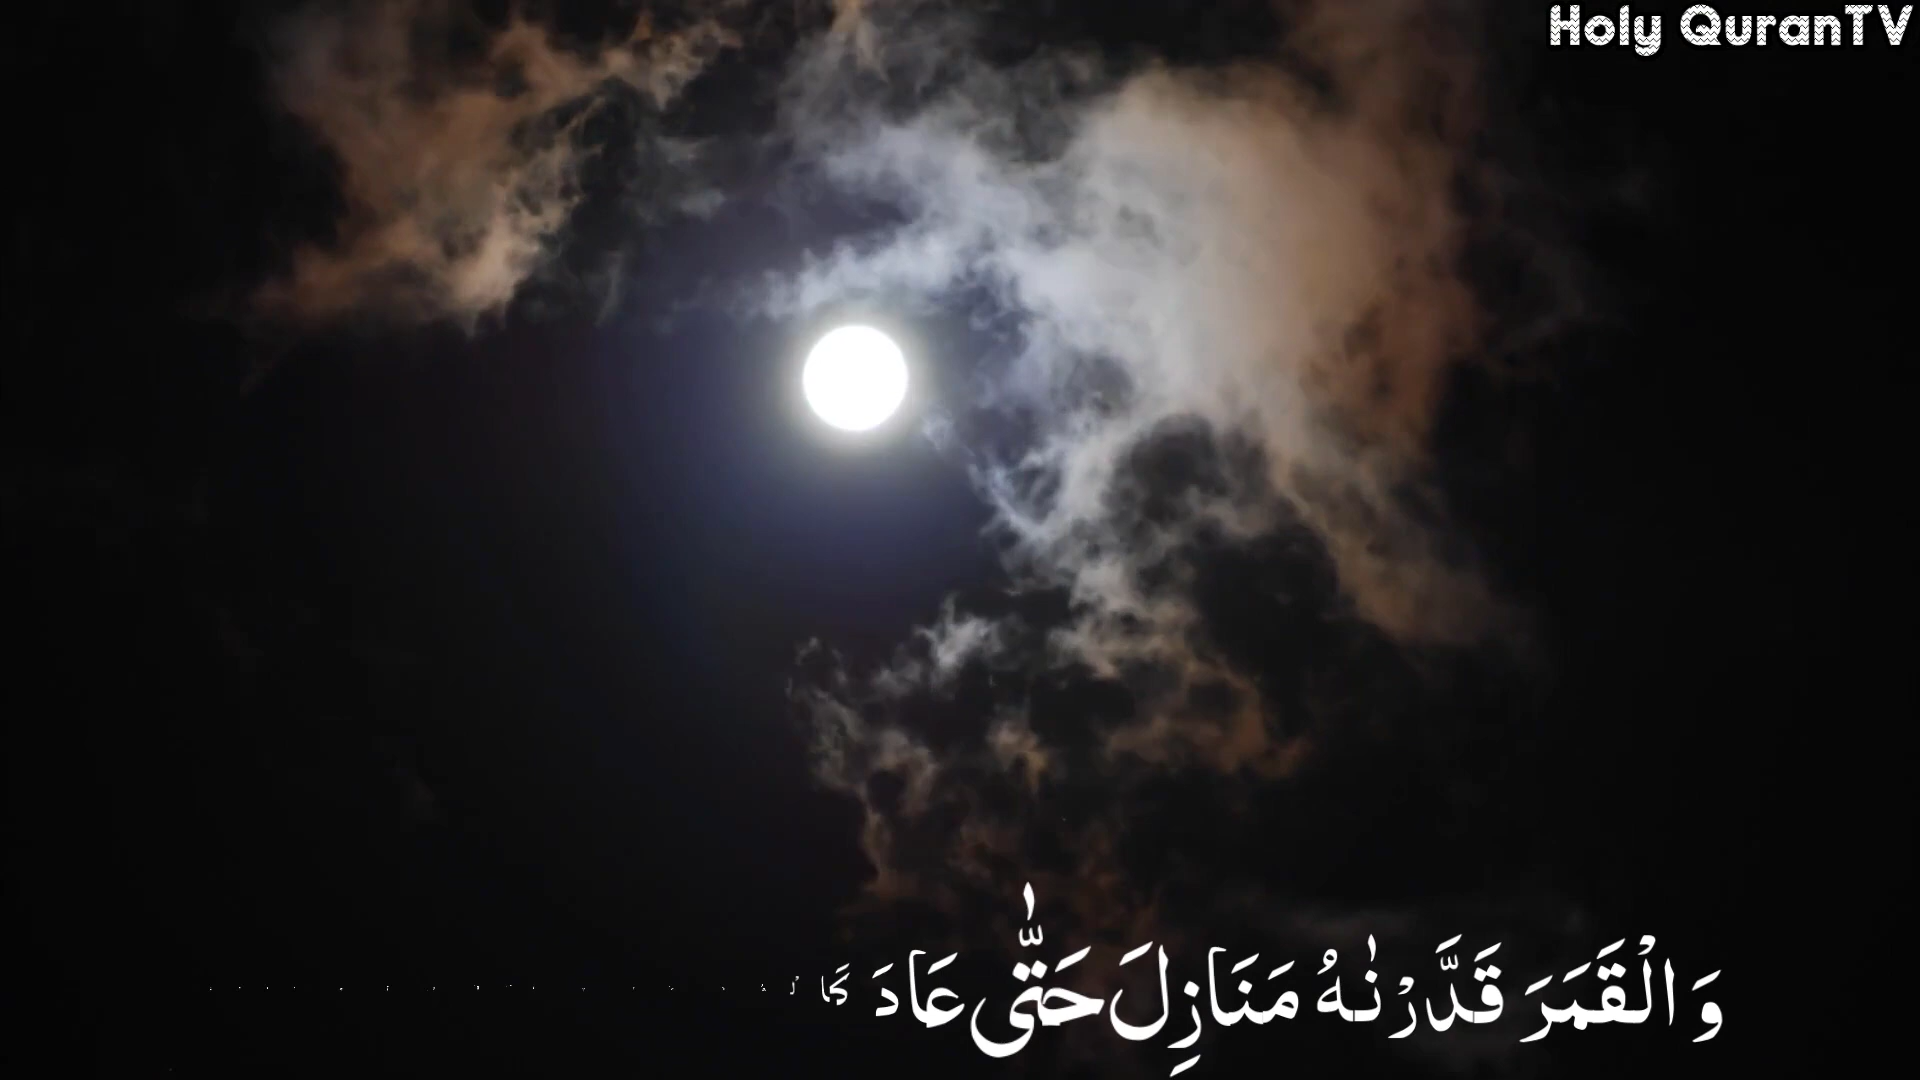 Holy QuranTV
وَالْقَمَرَ قَدَّرْنٰهُ مَنَازِلَ حَتّٰى عَادَ